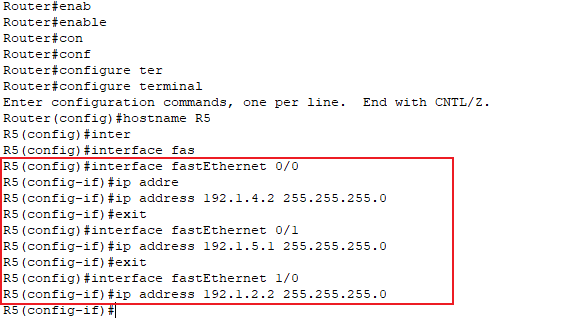 Router#enab
Router#enable
Router#con
Router#conf
Router#configure ter
Router#configure terminal
Enter configuration commands, one per line.  End with CNTL/Z.
Router(config)#hostname R5
R5(config)#inter
R5(config)#interface fas
R5(config)#interface fastEthernet 0/0
R5(config-if)#ip addre
R5(config-if)#ip address 192.1.4.2 255.255.255.0
R5(config-if)#exit
R5(config)#interface fastEthernet 0/1
R5(config-if)#ip address 192.1.5.1 255.255.255.0
R5(config-if)#exit
R5(config)#interface fastEthernet 1/0
R5(config-if)#ip address 192.1.2.2 255.255.255.0
R5(config-if)#